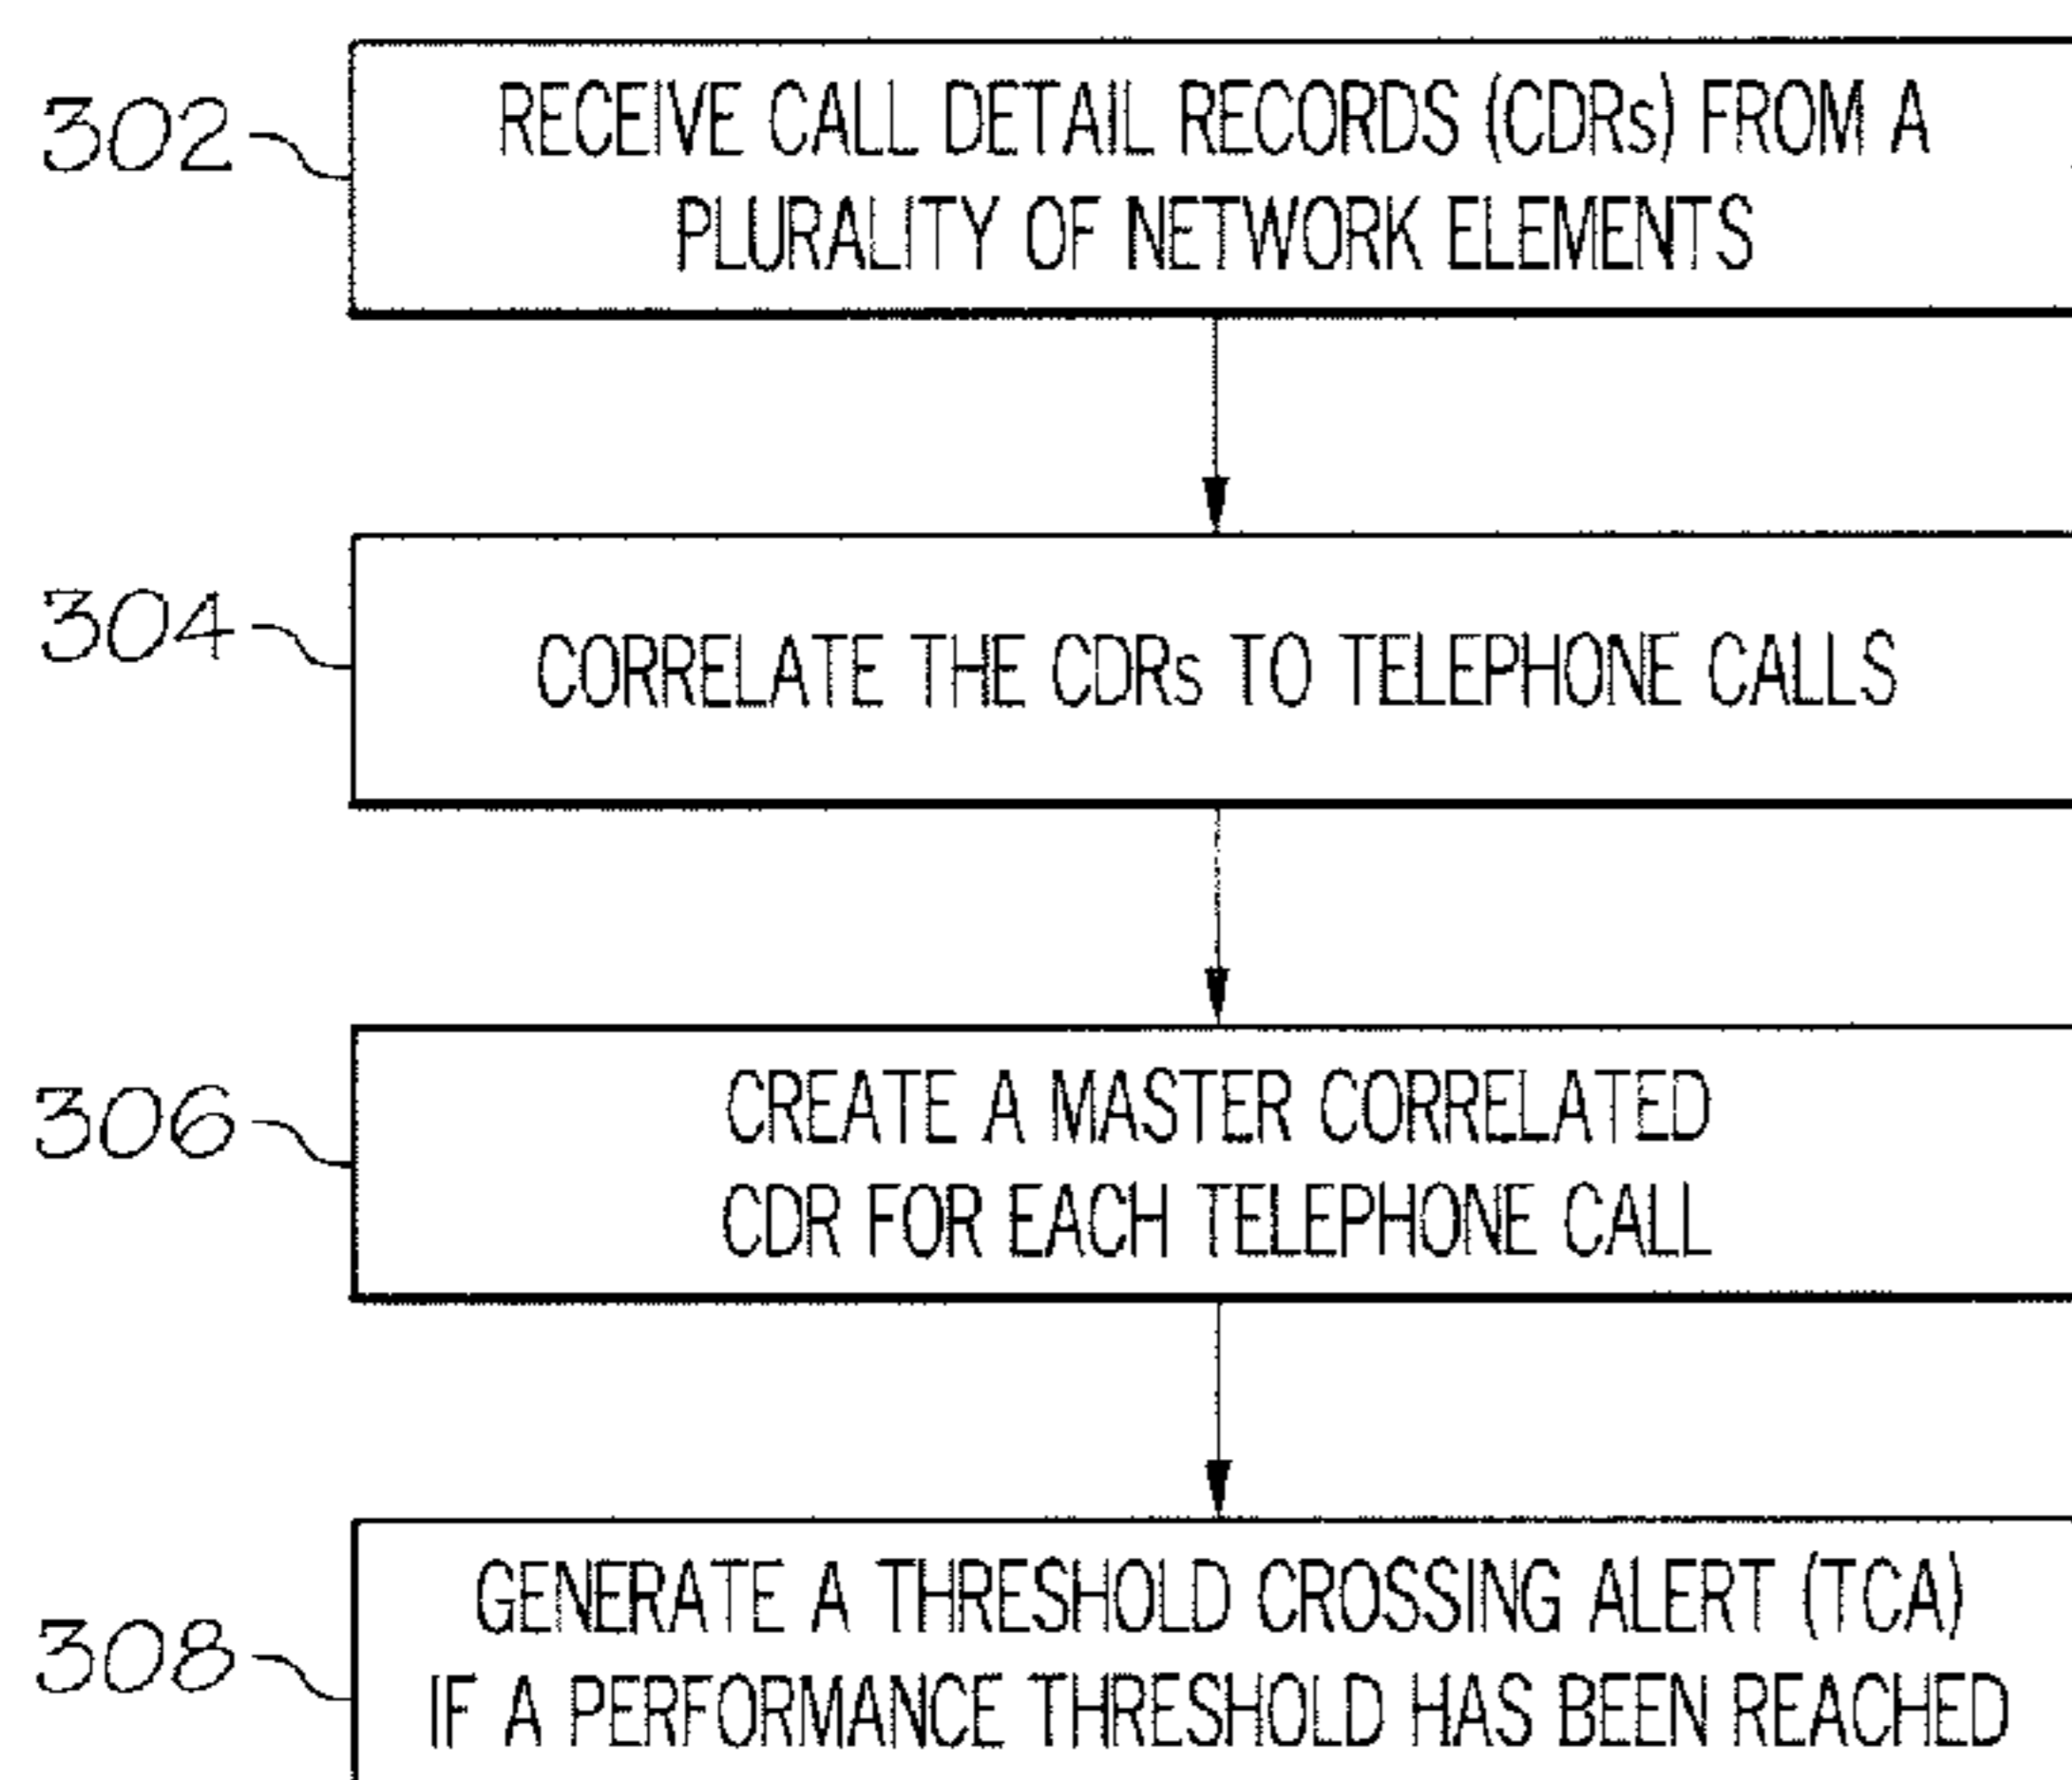 302
RECEIVE CALL DETAIL RECORDS (CDRs) FROM A
PLURALITY OF NETWORK ELEMENTS
304
CORRELATE THE CDRs TO TELEPHONE CALLS
306
CREATE A MASTER CORRELATED
CDR FOR EACH TELEPHONE CALL
308
GENERATE A THRESHOLD CROSSING ALERT (TCA)
IF A PERFORMANCE THRESHOLD HAS BEEN REACHED